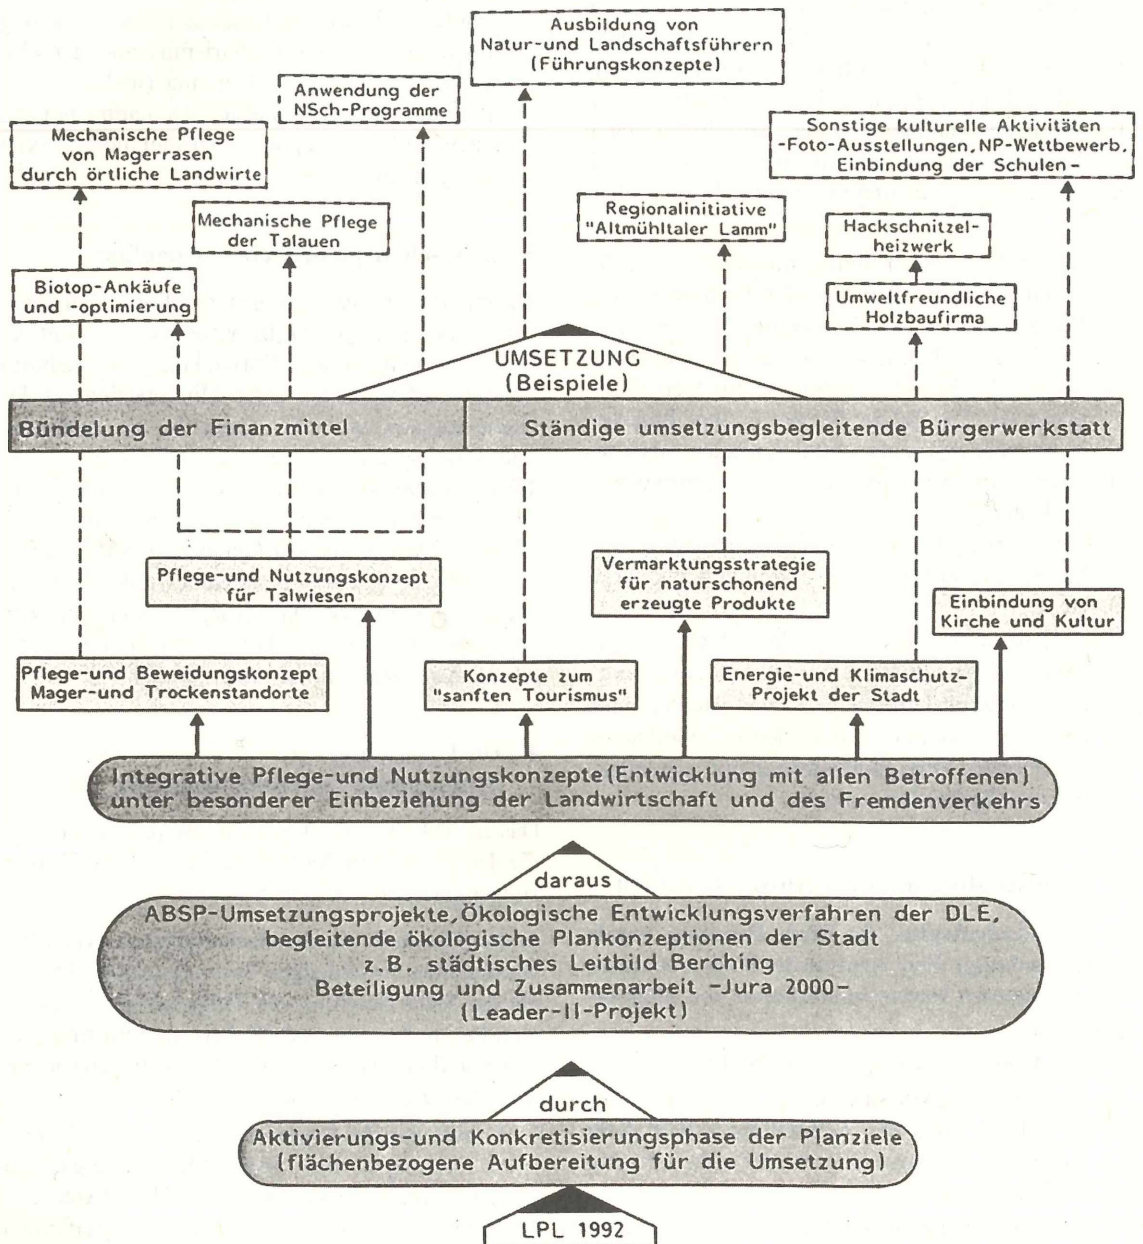 Ausbildung von
Natur-und Landschaftsführern
(Führungskonzepte)
Anwendung der
NSch-Programme
Mechanische Pflege
von Magerrasen
durch örtliche Landwirte
Sonstige kulturelle Aktivitäten
-Foto-Ausstellungen, NP-Wettbewerb,
Einbindung der Schulen-
Mechanische Pflege
der Talauen
Regionalinitiative
"Altmühltaler Lamm"
Hackschnitzel-
heizwerk
Biotop-Ankäufe
und -optimierung
Umweltfreundliche
Holzbaufirma
UMSETZUNG
(Beispiele)
Bündelung der Finanzmittel
Ständige umsetzungsbegleitende Bürgerwerkstatt
Pflege-und Nutzungskonzept
für Talwiesen
Vermarktungsstrategie
für naturschonend
erzeugte Produkte
Einbindung von
Kirche und Kultur
Pflege-und Beweidungskonzept
Mager-und Trockenstandorte
Konzepte zum
"sanften Tourismus"
Energie-und Klimaschutz-
Projekt der Stadt
Integrative Pflege-und Nutzungskonzepte (Entwicklung mit allen Betroffenen)
unter besonderer Einbeziehung der Landwirtschaft und des Fremdenverkehrs
daraus
ABSP-Umsetzungsprojekte, Ökologische Entwicklungsverfahren der DLE,
begleitende ökologische Plankonzeptionen der Stadt
z.B. städtisches Leitbild Berching
Beteiligung und Zusammenarbeit -Jura 2000-
(Leader-II-Projekt)
durch
Aktivierungs-und Konkretisierungsphase der Planziele
(flächenbezogene Aufbereitung für die Umsetzung)
LPL 1992